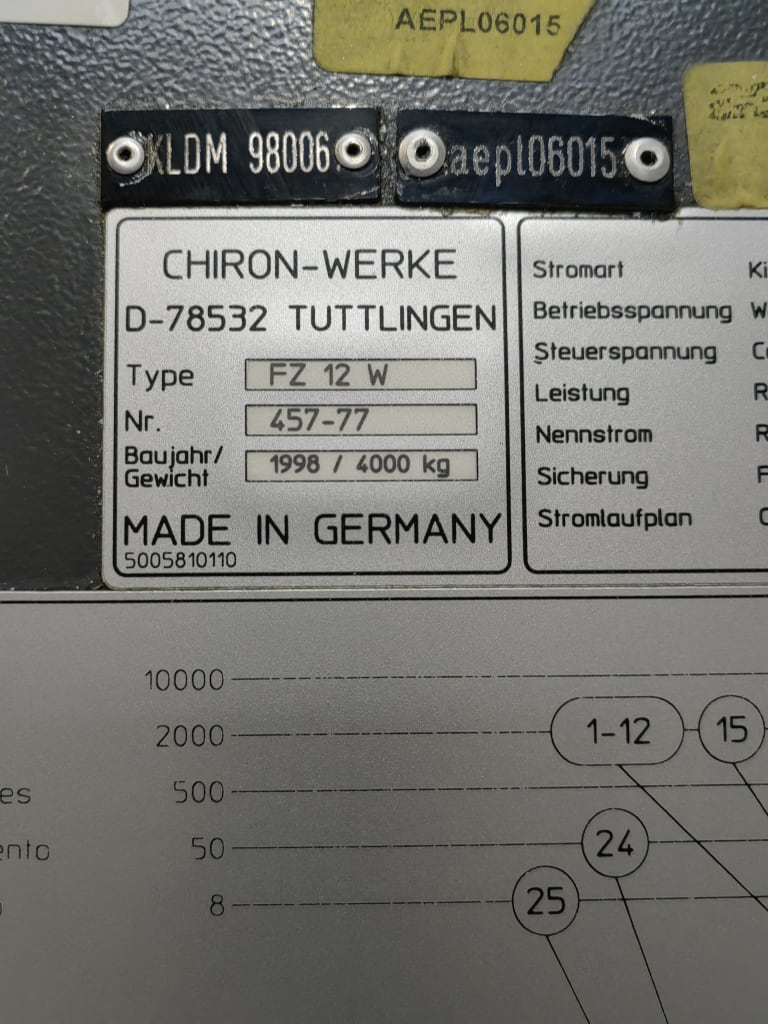 AEPL06015
KLDM 98006
aepl06015
CHIRON-WERKE
D-78532 TUTTLINGEN
Type FZ 12 W
Nr. 457-77
Baujahr/
Gewicht 1998 / 4000 kg
MADE IN GERMANY
5005810110
Stromart Ki
Betriebsspannung W
Steuerspannung Co
Leistung R
Nennstrom R
Sicherung F
Stromlaufplan
10000
2000 1-12 15
es 500
ento 50 24
8 25